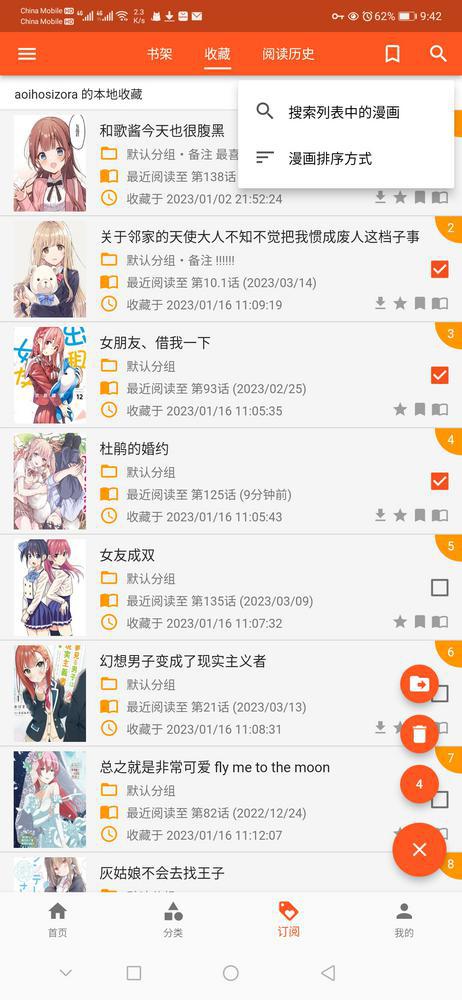 China Mobile HD 4G 4G 2.3 K/s 62% 9:42
China Mobile HD
书架 收藏 阅读历史
aoihosizora 的本地收藏
搜索列表中的漫画
漫画排序方式
和歌酱今天也很腹黑
默认分组・备注 最喜
最近阅读至 第138话
收藏于 2023/01/02 21:52:24
2
关于邻家的天使大人不知不觉把我惯成废人这档子事
默认分组・备注 !!!!!!
最近阅读至 第10.1话 (2023/03/14)
收藏于 2023/01/16 11:09:19
3
女朋友、借我一下
默认分组
最近阅读至 第93话 (2023/02/25)
收藏于 2023/01/16 11:05:35
12
4
杜鹃的婚约
默认分组
最近阅读至 第125话 (9分钟前)
收藏于 2023/01/16 11:05:43
5
女友成双
默认分组
最近阅读至 第135话 (2023/03/09)
收藏于 2023/01/16 11:07:32
6
幻想男子变成了现实主义者
默认分组
最近阅读至 第21话 (2023/03/13)
收藏于 2023/01/16 11:08:31
7
总之就是非常可爱 fly me to the moon
默认分组
最近阅读至 第82话 (2022/12/24)
收藏于 2023/01/16 11:12:07
4
8
灰姑娘不会去找王子
首页 分类 订阅 我的